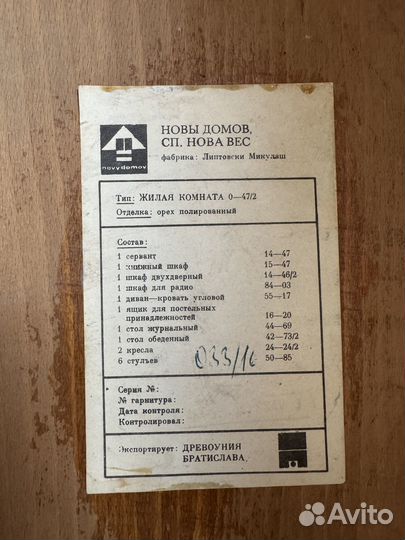 novydomov
НОВЫ ДОМОВ,
СП. НОВА ВЕС
фабрика: Липтовски Микулаш
Тип: ЖИЛАЯ КОМНАТА 0—47/2
Отделка: орех полированный
Состав:
1 сервант 14—47
1 книжный шкаф 15—47
1 шкаф двухдверный 14—46/2
1 шкаф для радио 84—03
1 диван—кровать угловой 55—17
1 ящик для постельных
принадлежностей 16—20
1 стол журнальный 44—69
1 стол обеденный 42—73/2
2 кресла 24—24/2
6 стульев 50—85
033/16
Серия №:
№ гарнитура:
Дата контроля:
Контролировал:
Экспортирует: ДРЕВОУНИЯ
БРАТИСЛАВА
Avito